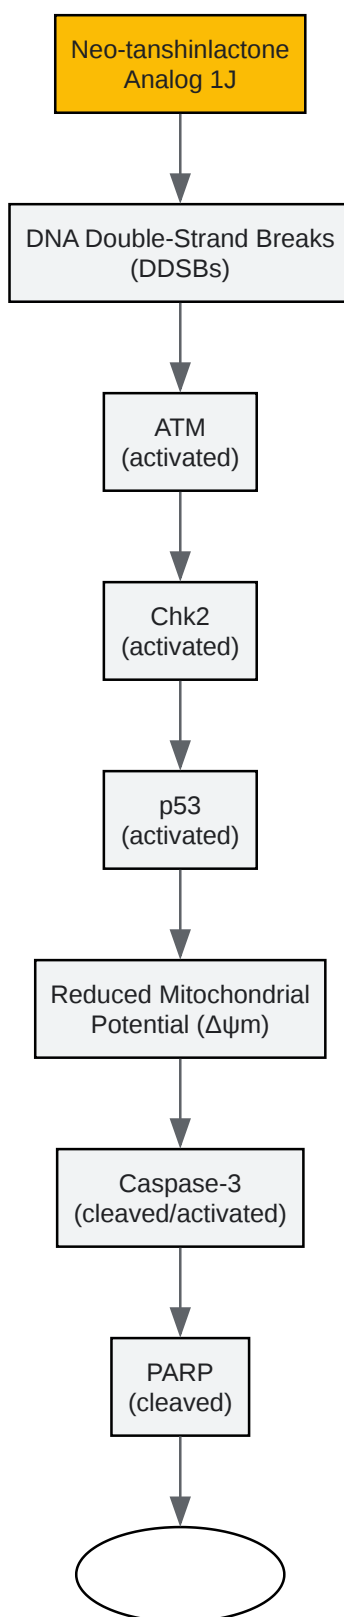 Neo-tanshinlactone
Analog 1J
DNA Double-Strand Breaks
(DDSBs)
ATM
(activated)
Chk2
(activated)
p53
(activated)
Reduced Mitochondrial
Potential (Δψm)
Caspase-3
(cleaved/activated)
PARP
(cleaved)